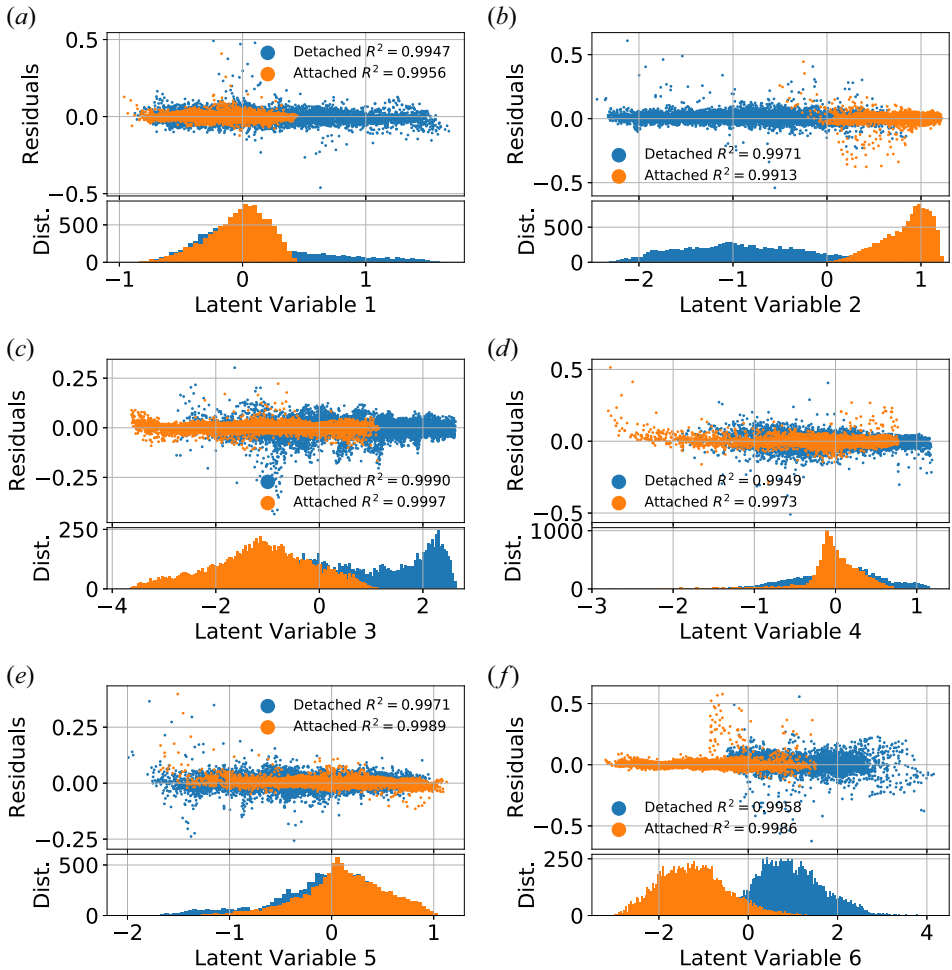 (a)
0.5
0.0
−0.5
Residuals
Detached R² = 0.9947
Attached R² = 0.9956
500
0
Dist.
−1 0 1
Latent Variable 1
(b)
0.5
0.0
−0.5
Residuals
Detached R² = 0.9971
Attached R² = 0.9913
500
0
Dist.
−2 −1 0 1
Latent Variable 2
(c)
0.25
0.00
−0.25
Residuals
Detached R² = 0.9990
Attached R² = 0.9997
250
0
Dist.
−4 −2 0 2
Latent Variable 3
(d)
0.5
0.0
−0.5
Residuals
Detached R² = 0.9949
Attached R² = 0.9973
1000
0
Dist.
−3 −2 −1 0 1
Latent Variable 4
(e)
0.25
0.00
−0.25
Residuals
Detached R² = 0.9971
Attached R² = 0.9989
500
0
Dist.
−2 −1 0 1
Latent Variable 5
(f)
0.5
0.0
−0.5
Residuals
Detached R² = 0.9958
Attached R² = 0.9986
250
0
Dist.
−2 0 2 4
Latent Variable 6